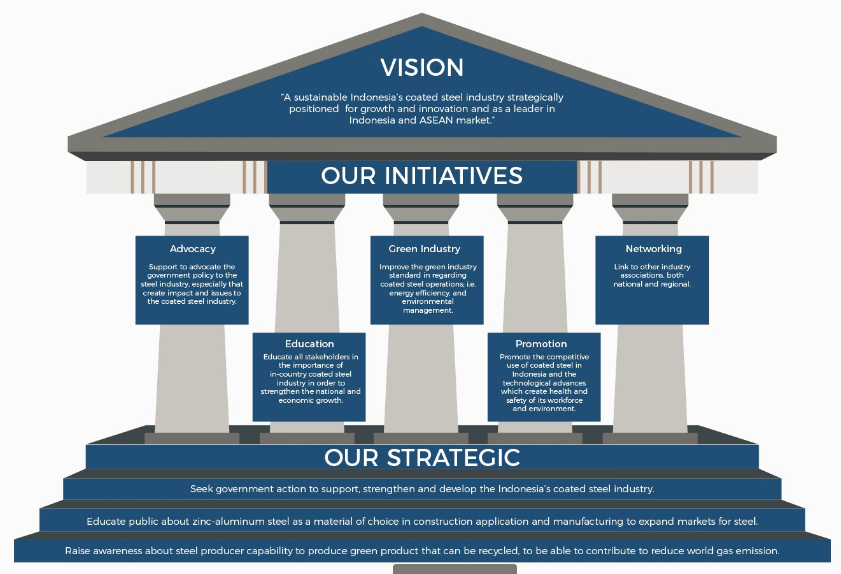 VISION
"A sustainable Indonesia's coated steel industry strategically
positioned for growth and innovation and as a leader in
Indonesia and ASEAN market."
OUR INITIATIVES
Advocacy
Support to advocate the
government policy to the
steel industry, especially that
create impact and issues to
the coated steel industry.
Education
Educate all stakeholders in
the importance of
in-country coated steel
industry in order to
strengthen the national and
economic growth.
Green Industry
Improve the green industry
standard in regarding
coated steel operations; i.e.
energy efficiency, and
environmental
management.
Promotion
Promote the competitive
use of coated steel in
Indonesia and the
technological advances
which create health and
safety of its workforce
and environment.
Networking
Link to other industry
associations, both
national and regional.
OUR STRATEGIC
Seek government action to support, strengthen and develop the Indonesia's coated steel industry.
Educate public about zinc-aluminum steel as a material of choice in construction application and manufacturing to expand markets for steel.
Raise awareness about steel producer capability to produce green product that can be recycled, to be able to contribute to reduce world gas emission.